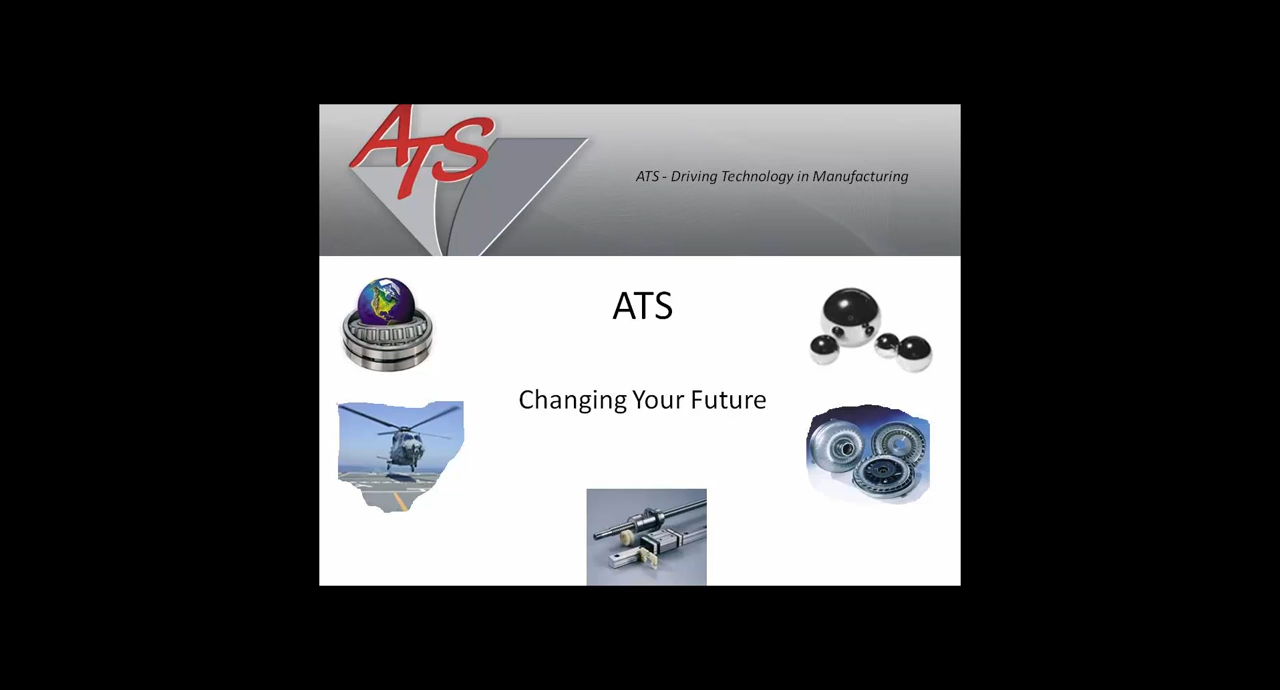 ATS
ATS - Driving Technology in Manufacturing
ATS
Changing Your Future